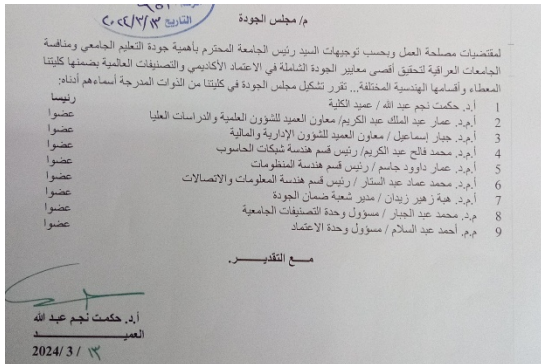 م/ مجلس الجودة
التاريخ ٢٠٢٤/٣/١٣
لمقتضيات مصلحة العمل وبحسب توجيهات السيد رئيس الجامعة المحترم بأهمية جودة التعليم الجامعي ومنافسة
الجامعات العراقية لتحقيق أقصى معايير الجودة الشاملة في الاعتماد الأكاديمي والتصنيفات العالمية بضمنها كليتنا
المعطاء وأقسامها الهندسية المختلفة... تقرر تشكيل مجلس الجودة في كليتنا من الذوات المدرجة أسماءهم أدناه:
1 أ.د. حكمت نجم عبد الله / عميد الكلية رئيسا
2 أ.م.د. عمار عبد الملك عبد الكريم/ معاون العميد للشؤون العلمية والدراسات العليا عضوا
3 أ.م.د. جبار إسماعيل / معاون العميد للشؤون الإدارية والمالية عضوا
4 أ.م.د. محمد فالح عبد الكريم/ رئيس قسم هندسة شبكات الحاسوب عضوا
5 أ.م.د. عمار داوود جاسم / رئيس قسم هندسة المنظومات عضوا
6 أ.م.د. محمد عماد عبد الستار / رئيس قسم هندسة المعلومات والاتصالات عضوا
7 أ.م.د. هبة زهير زيدان / مدير شعبة ضمان الجودة عضوا
8 م.د. محمد عبد الجبار / مسؤول وحدة التصنيفات الجامعية عضوا
9 م.م. أحمد عبد السلام / مسؤول وحدة الاعتماد عضوا
مـع التقديـر.
أ.د. حكمت نجم عبد الله
العميـــد
١٣ / 3 /2024